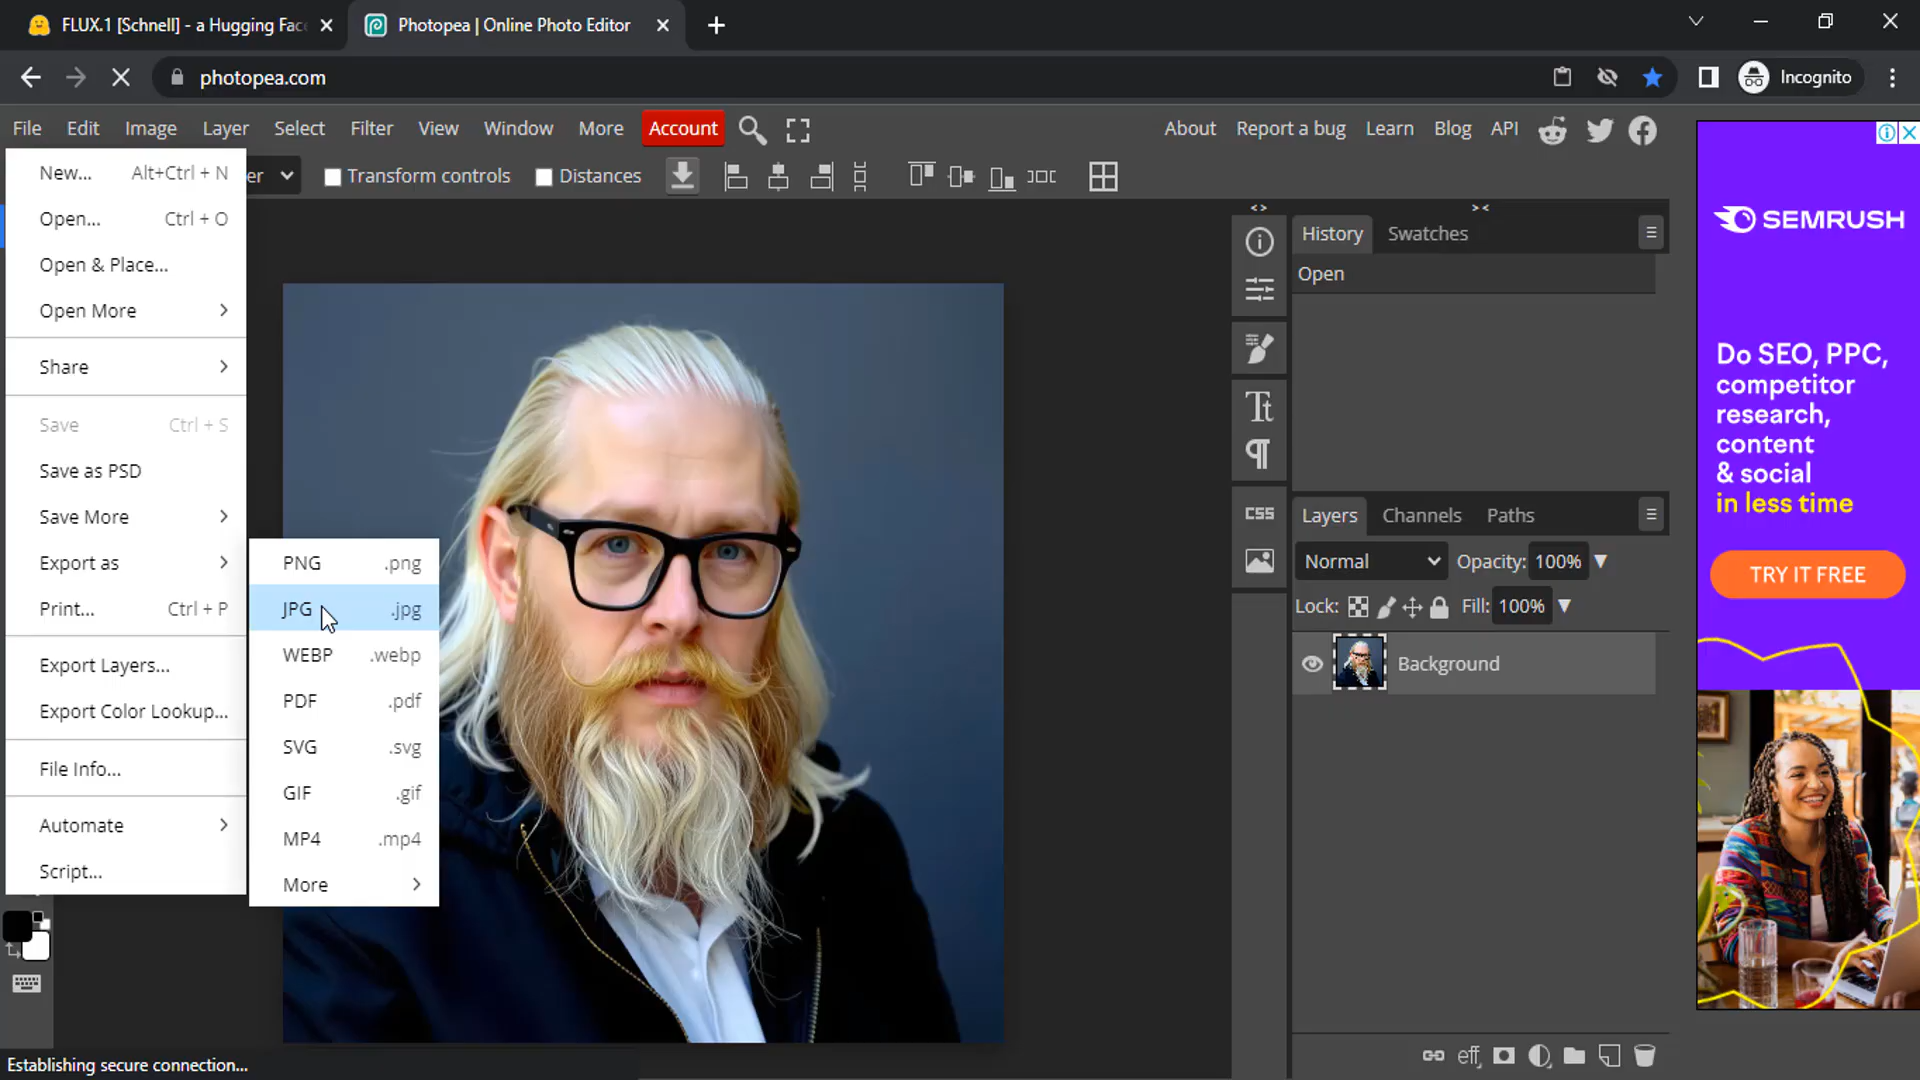 FLUX.1 [Schnell] - a Hugging Fac
Photopea | Online Photo Editor
photopea.com
Incognito
File Edit Image Layer Select Filter View Window More Account
About Report a bug Learn Blog API
er Transform controls Distances
New... Alt+Ctrl + N
Open... Ctrl + O
Open & Place...
Open More
Share
Save Ctrl + S
Save as PSD
Save More
Export as
Print... Ctrl + P
Export Layers...
Export Color Lookup...
File Info...
Automate
Script...
PNG .png
JPG .jpg
WEBP .webp
PDF .pdf
SVG .svg
GIF .gif
MP4 .mp4
More
< >
> <
History Swatches
Open
CSS
Layers Channels Paths
Normal Opacity: 100%
Lock: Fill: 100%
Background
eff
SEMRUSH
Do SEO, PPC,
competitor
research,
content
& social
in less time
TRY IT FREE
Establishing secure connection...